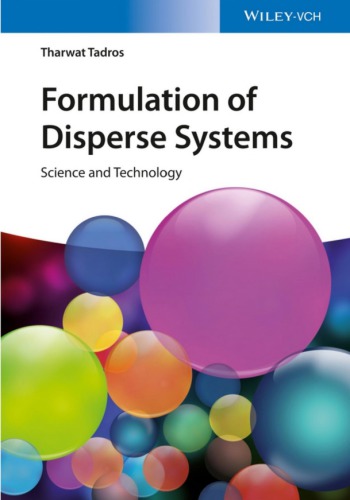 WILEY-VCH
Tharwat Tadros
Formulation of
Disperse Systems
Science and Technology